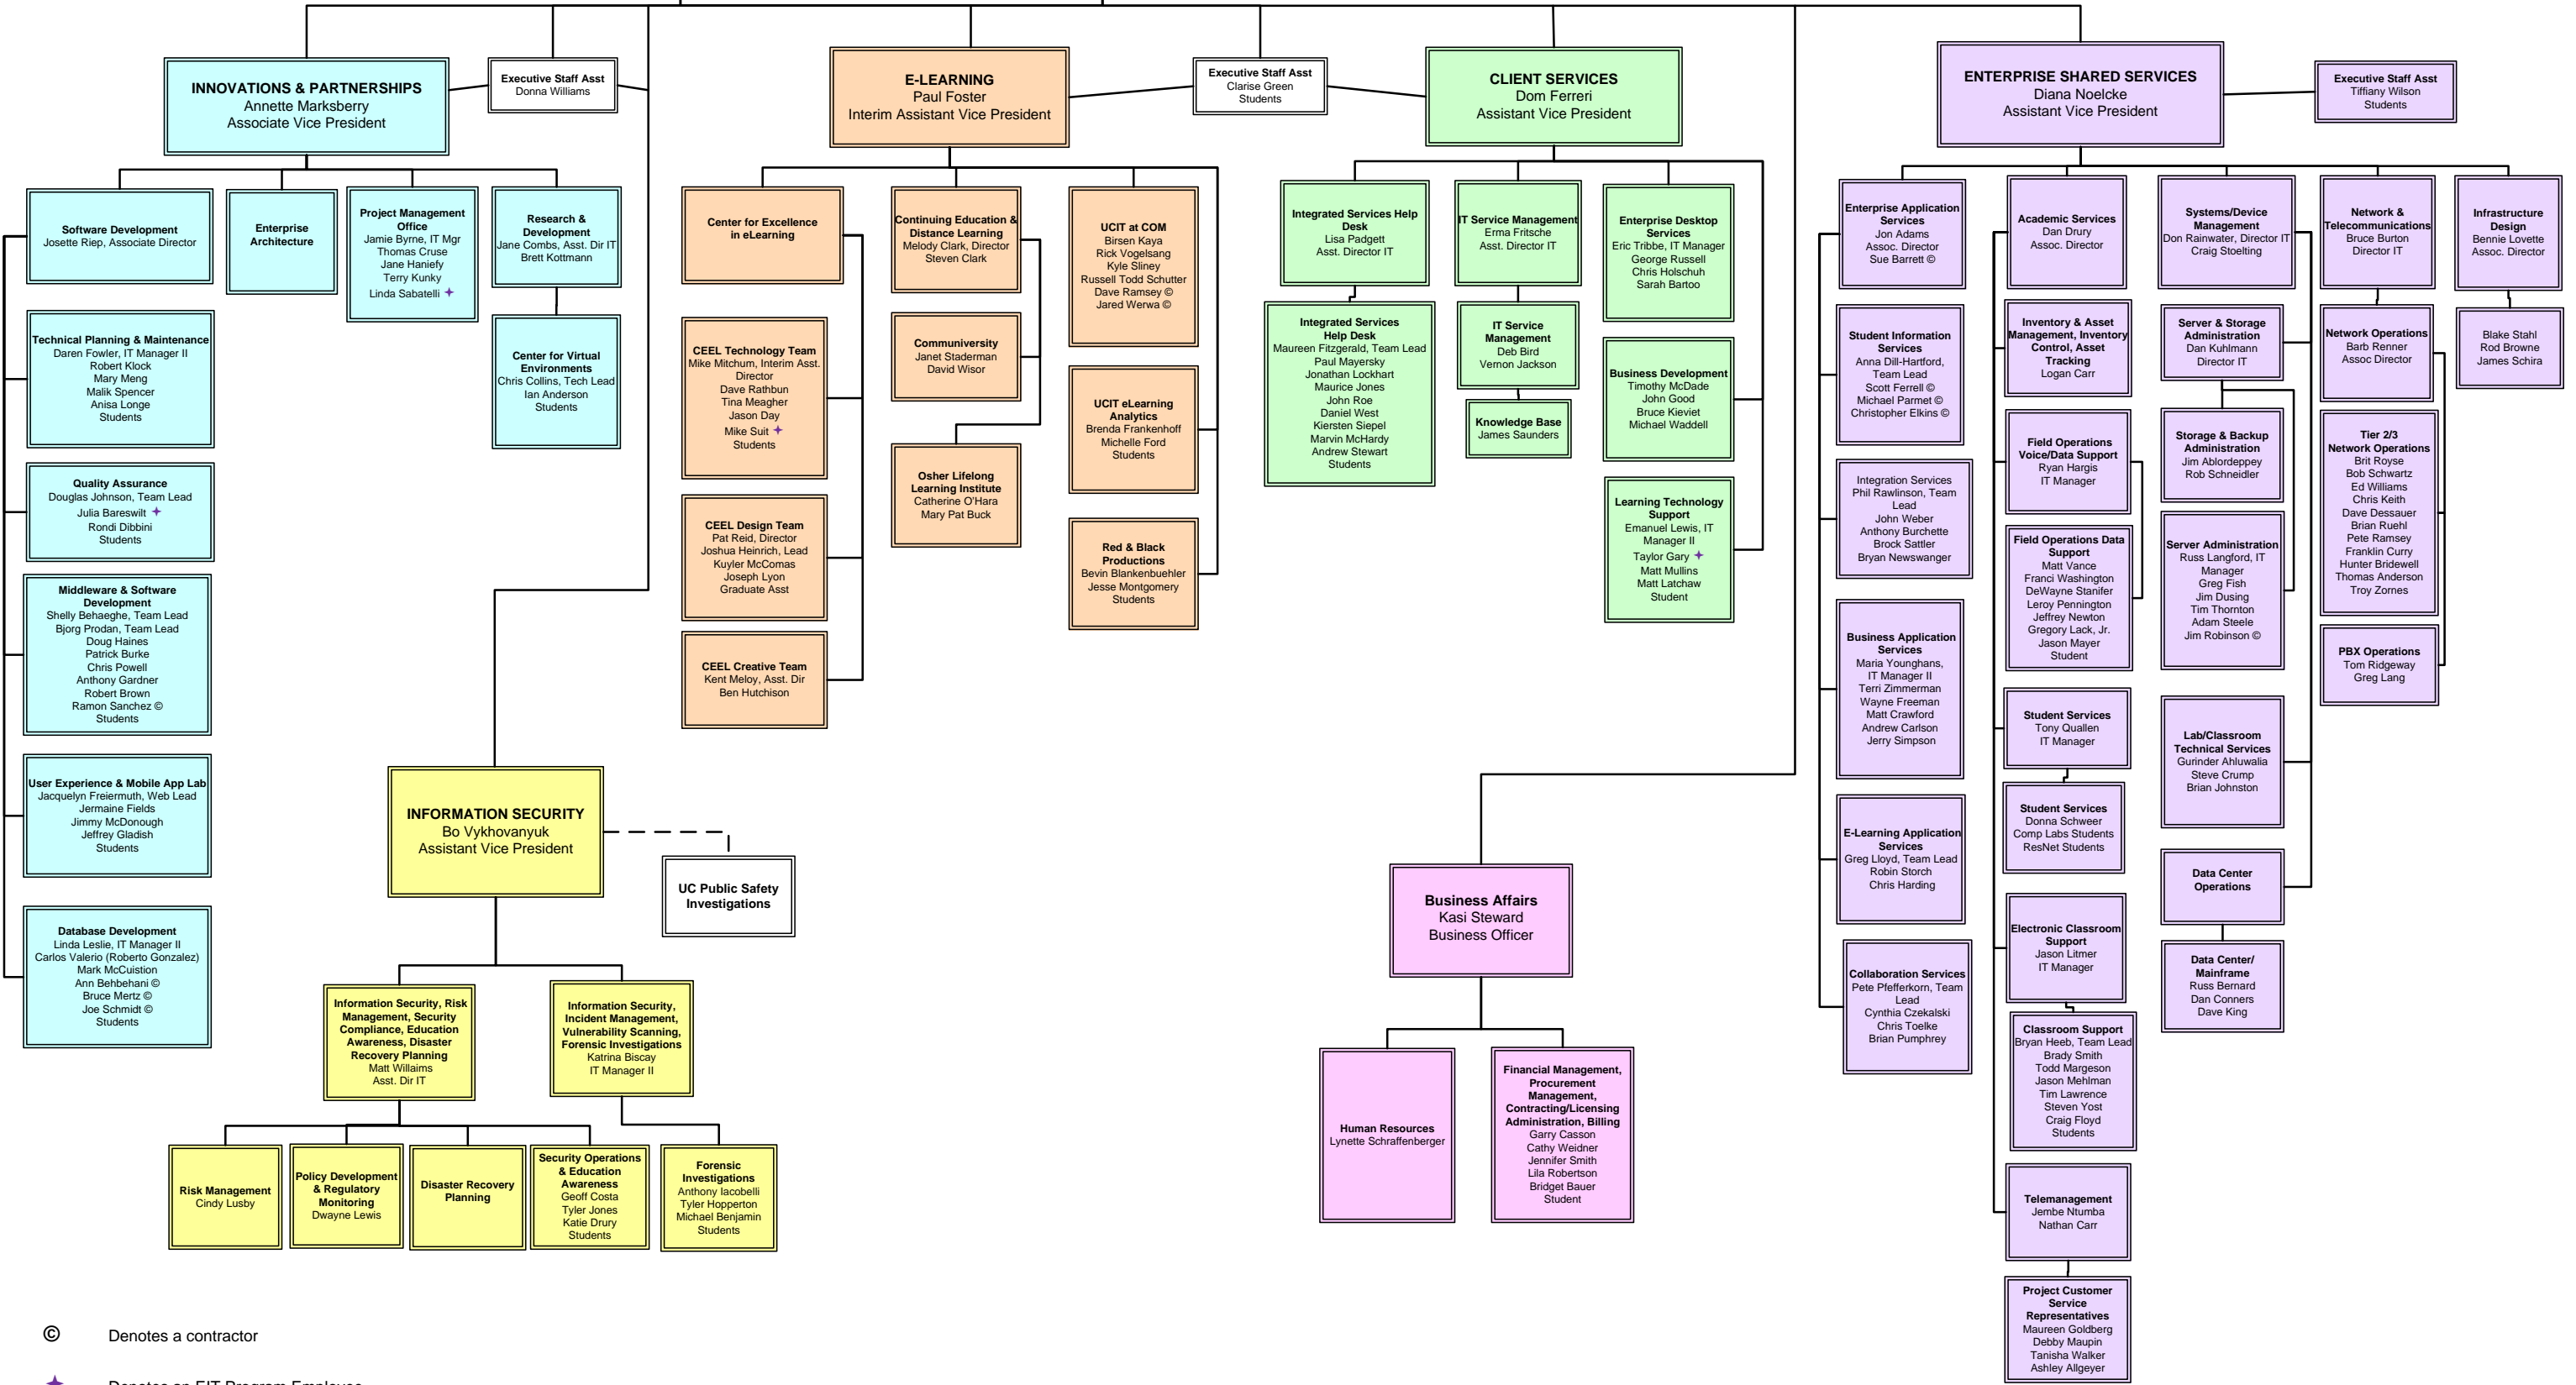 INNOVATIONS & PARTNERSHIPS
Annette Marksberry
Associate Vice President
Executive Staff Asst
Donna Williams
E-LEARNING
Paul Foster
Interim Assistant Vice President
Executive Staff Asst
Clarise Green
Students
CLIENT SERVICES
Dom Ferreri
Assistant Vice President
ENTERPRISE SHARED SERVICES
Diana Noelcke
Assistant Vice President
Executive Staff Asst
Tiffiany Wilson
Students
Software Development
Josette Riep, Associate Director
Enterprise
Architecture
Project Management
Office
Jamie Byrne, IT Mgr
Thomas Cruse
Jane Haniefy
Terry Kunky
Linda Sabatelli ✦
Research &
Development
Jane Combs, Asst. Dir IT
Brett Kottmann
Technical Planning & Maintenance
Daren Fowler, IT Manager II
Robert Klock
Mary Meng
Malik Spencer
Anisa Longe
Students
Center for Virtual
Environments
Chris Collins, Tech Lead
Ian Anderson
Students
Quality Assurance
Douglas Johnson, Team Lead
Julia Bareswilt ✦
Rondi Dibbini
Students
Middleware & Software
Development
Shelly Behaeghe, Team Lead
Bjorg Prodan, Team Lead
Doug Haines
Patrick Burke
Chris Powell
Anthony Gardner
Robert Brown
Ramon Sanchez ©
Students
User Experience & Mobile App Lab
Jacquelyn Freiermuth, Web Lead
Jermaine Fields
Jimmy McDonough
Jeffrey Gladish
Students
Database Development
Linda Leslie, IT Manager II
Carlos Valerio (Roberto Gonzalez)
Mark McCuistion
Ann Behbehani ©
Bruce Mertz ©
Joe Schmidt ©
Students
Center for Excellence
in eLearning
CEEL Technology Team
Mike Mitchum, Interim Asst.
Director
Dave Rathbun
Tina Meagher
Jason Day
Mike Suit ✦
Students
CEEL Design Team
Pat Reid, Director
Joshua Heinrich, Lead
Kuyler McComas
Joseph Lyon
Graduate Asst
CEEL Creative Team
Kent Meloy, Asst. Dir
Ben Hutchison
Continuing Education &
Distance Learning
Melody Clark, Director
Steven Clark
Communiversity
Janet Staderman
David Wisor
Osher Lifelong
Learning Institute
Catherine O'Hara
Mary Pat Buck
UCIT at COM
Birsen Kaya
Rick Vogelsang
Kyle Sliney
Russell Todd Schutter
Dave Ramsey ©
Jared Werwa ©
UCIT eLearning
Analytics
Brenda Frankenhoff
Michelle Ford
Students
Red & Black
Productions
Bevin Blankenbuehler
Jesse Montgomery
Students
Integrated Services Help
Desk
Lisa Padgett
Asst. Director IT
Integrated Services
Help Desk
Maureen Fitzgerald, Team Lead
Paul Mayersky
Jonathan Lockhart
Maurice Jones
John Roe
Daniel West
Kiersten Siepel
Marvin McHardy
Andrew Stewart
Students
IT Service Management
Erma Fritsche
Asst. Director IT
IT Service
Management
Deb Bird
Vernon Jackson
Knowledge Base
James Saunders
Enterprise Desktop
Services
Eric Tribbe, IT Manager
George Russell
Chris Holschuh
Sarah Bartoo
Business Development
Timothy McDade
John Good
Bruce Kieviet
Michael Waddell
Learning Technology
Support
Emanuel Lewis, IT
Manager II
Taylor Gary ✦
Matt Mullins
Matt Latchaw
Student
Enterprise Application
Services
Jon Adams
Assoc. Director
Sue Barrett ©
Student Information
Services
Anna Dill-Hartford,
Team Lead
Scott Ferrell ©
Michael Parmet ©
Christopher Elkins ©
Integration Services
Phil Rawlinson, Team
Lead
John Weber
Anthony Burchette
Brock Sattler
Bryan Newswanger
Business Application
Services
Maria Younghans,
IT Manager II
Terri Zimmerman
Wayne Freeman
Matt Crawford
Andrew Carlson
Jerry Simpson
E-Learning Application
Services
Greg Lloyd, Team Lead
Robin Storch
Chris Harding
Collaboration Services
Pete Pfefferkorn, Team
Lead
Cynthia Czekalski
Chris Toelke
Brian Pumphrey
Academic Services
Dan Drury
Assoc. Director
Inventory & Asset
Management, Inventory
Control, Asset
Tracking
Logan Carr
Field Operations
Voice/Data Support
Ryan Hargis
IT Manager
Field Operations Data
Support
Matt Vance
Franci Washington
DeWayne Stanifer
Leroy Pennington
Jeffrey Newton
Gregory Lack, Jr.
Jason Mayer
Student
Student Services
Tony Quallen
IT Manager
Student Services
Donna Schweer
Comp Labs Students
ResNet Students
Electronic Classroom
Support
Jason Litmer
IT Manager
Classroom Support
Bryan Heeb, Team Lead
Brady Smith
Todd Margeson
Jason Mehlman
Tim Lawrence
Steven Yost
Craig Floyd
Students
Telemanagement
Jembe Ntumba
Nathan Carr
Project Customer
Service
Representatives
Maureen Goldberg
Debby Maupin
Tanisha Walker
Ashley Allgeyer
Systems/Device
Management
Don Rainwater, Director IT
Craig Stoelting
Server & Storage
Administration
Dan Kuhlmann
Director IT
Storage & Backup
Administration
Jim Ablordeppey
Rob Schneidler
Server Administration
Russ Langford, IT
Manager
Greg Fish
Jim Dusing
Tim Thornton
Adam Steele
Jim Robinson ©
Lab/Classroom
Technical Services
Gurinder Ahluwalia
Steve Crump
Brian Johnston
Data Center
Operations
Data Center/
Mainframe
Russ Bernard
Dan Conners
Dave King
Network &
Telecommunications
Bruce Burton
Director IT
Network Operations
Barb Renner
Assoc Director
Tier 2/3
Network Operations
Brit Royse
Bob Schwartz
Ed Williams
Chris Keith
Dave Dessauer
Brian Ruehl
Pete Ramsey
Franklin Curry
Hunter Bridewell
Thomas Anderson
Troy Zornes
PBX Operations
Tom Ridgeway
Greg Lang
Infrastructure
Design
Bennie Lovette
Assoc. Director
Blake Stahl
Rod Browne
James Schira
INFORMATION SECURITY
Bo Vykhovanyuk
Assistant Vice President
UC Public Safety
Investigations
Information Security, Risk
Management, Security
Compliance, Education
Awareness, Disaster
Recovery Planning
Matt Willaims
Asst. Dir IT
Information Security,
Incident Management,
Vulnerability Scanning,
Forensic Investigations
Katrina Biscay
IT Manager II
Risk Management
Cindy Lusby
Policy Development
& Regulatory
Monitoring
Dwayne Lewis
Disaster Recovery
Planning
Security Operations
& Education
Awareness
Geoff Costa
Tyler Jones
Katie Drury
Students
Forensic
Investigations
Anthony Iacobelli
Tyler Hopperton
Michael Benjamin
Students
Business Affairs
Kasi Steward
Business Officer
Human Resources
Lynette Schraffenberger
Financial Management,
Procurement
Management,
Contracting/Licensing
Administration, Billing
Garry Casson
Cathy Weidner
Jennifer Smith
Lila Robertson
Bridget Bauer
Student
© Denotes a contractor
✦ Denotes an EIT Program Employee